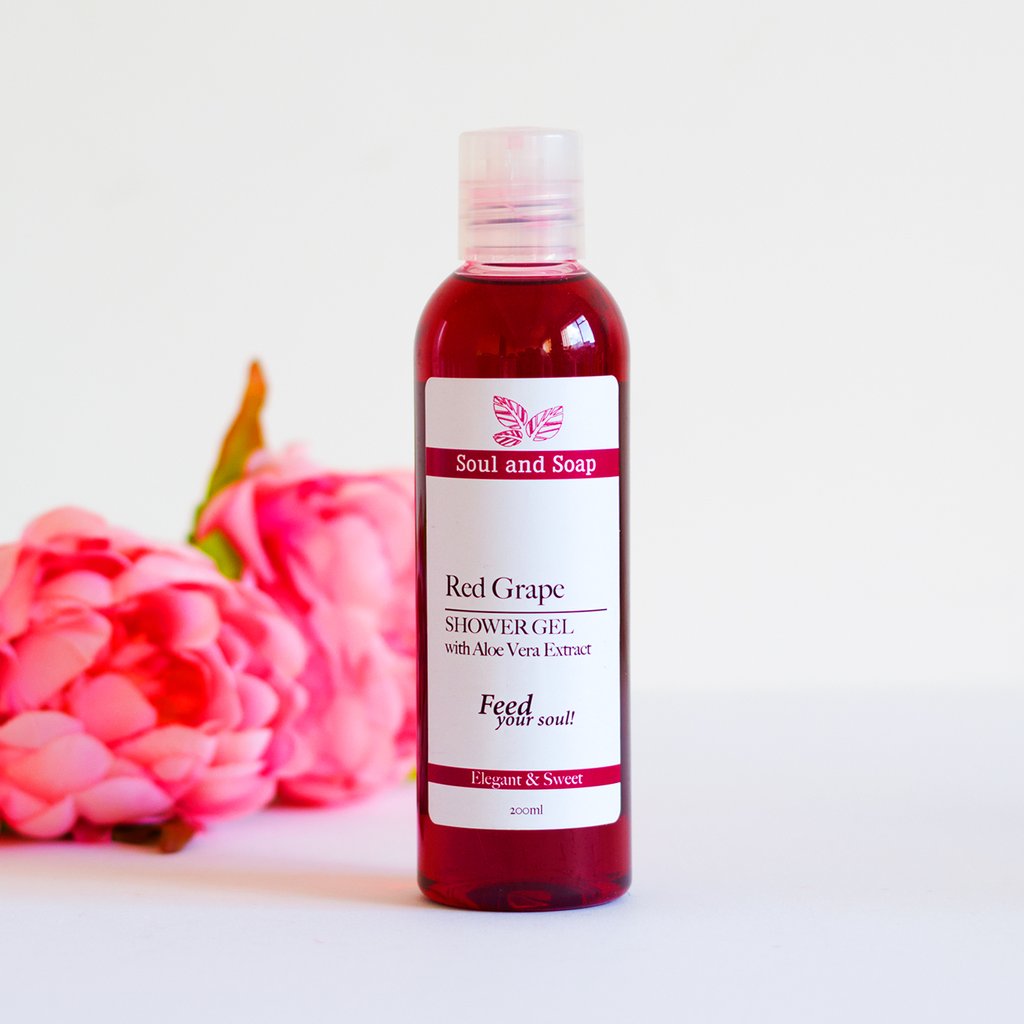 Soul and Soap
Red Grape
SHOWER GEL
with Aloe Vera Extract
Feed
your soul!
Elegant & Sweet
200ml